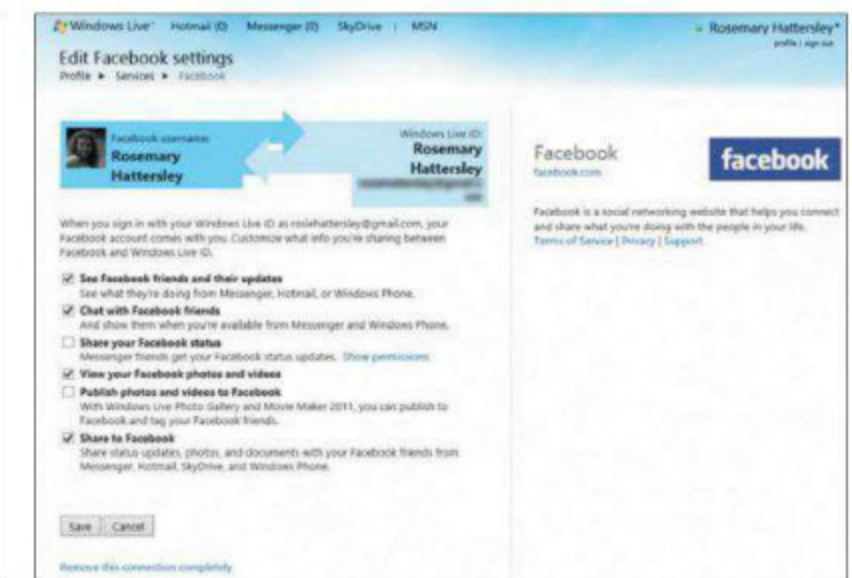 Windows Live™ Hotmail (0) Messenger (0) SkyDrive | MSN
Rosemary Hattersley
profile | sign out
Edit Facebook settings
Profile ▶ Services ▶ Facebook
Facebook username:
Rosemary
Hattersley
Windows Live ID:
Rosemary
Hattersley
When you sign in with your Windows Live ID as rosiehattersley@gmail.com, your
Facebook account comes with you. Customize what info you're sharing between
Facebook and Windows Live ID.
See Facebook friends and their updates
See what they're doing from Messenger, Hotmail, or Windows Phone.
Chat with Facebook friends
And show them when you're available from Messenger and Windows Phone.
Share your Facebook status
Messenger friends get your Facebook status updates. Show permissions
View your Facebook photos and videos
Publish photos and videos to Facebook
With Windows Live Photo Gallery and Movie Maker 2011, you can publish to
Facebook and tag your Facebook friends.
Share to Facebook
Share status updates, photos, and documents with your Facebook friends from
Messenger, Hotmail, SkyDrive, and Windows Phone.
Save Cancel
Remove this connection completely
Facebook
facebook.com
facebook
Facebook is a social networking website that helps you connect
and share what you're doing with the people in your life.
Terms of Service | Privacy | Support